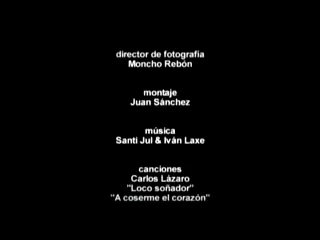 director de fotografía
Moncho Rebón
montaje
Juan Sánchez
música
Santi Jul & Iván Laxe
canciones
Carlos Lázaro
"Loco soñador"
"A coserme el corazón"